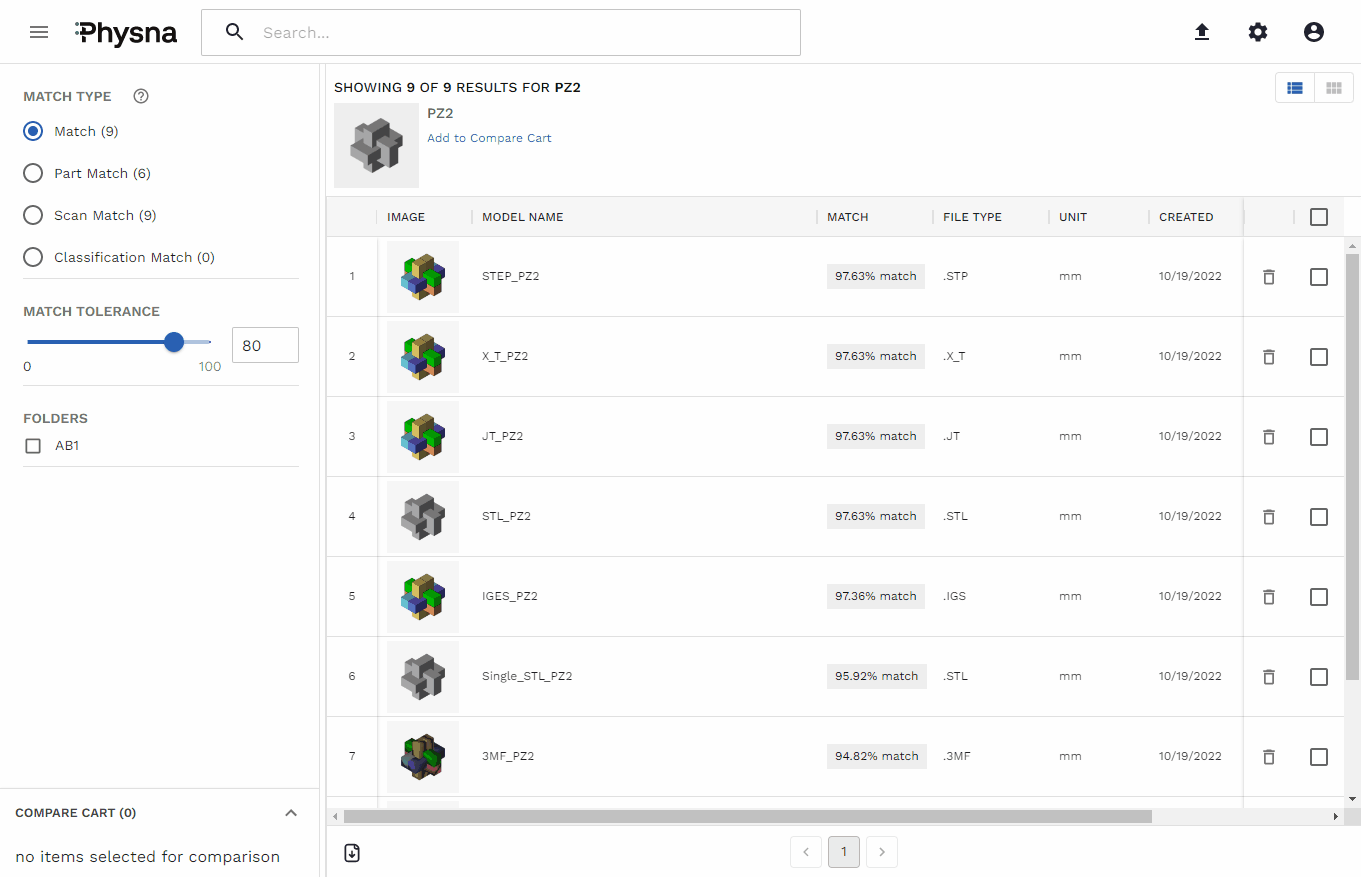 Physna
Search...
MATCH TYPE
Match (9)
Part Match (6)
Scan Match (9)
Classification Match (0)
MATCH TOLERANCE
80
0 100
FOLDERS
AB1
COMPARE CART (0)
no items selected for comparison
SHOWING 9 OF 9 RESULTS FOR PZ2
PZ2
Add to Compare Cart
IMAGE MODEL NAME MATCH FILE TYPE UNIT CREATED
1 STEP_PZ2 97.63% match .STP mm 10/19/2022
2 X_T_PZ2 97.63% match .X_T mm 10/19/2022
3 JT_PZ2 97.63% match .JT mm 10/19/2022
4 STL_PZ2 97.63% match .STL mm 10/19/2022
5 IGES_PZ2 97.36% match .IGS mm 10/19/2022
6 Single_STL_PZ2 95.92% match .STL mm 10/19/2022
7 3MF_PZ2 94.82% match .3MF mm 10/19/2022
1